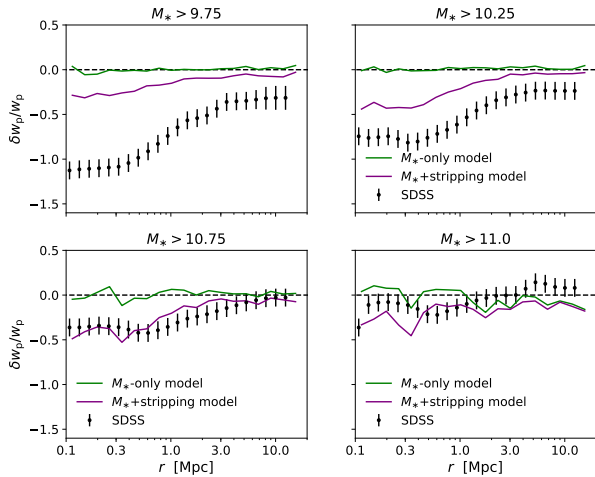 M* > 9.75
M* > 10.25
0.0
−0.5
−1.0
−1.5
δwp/wp
M*-only model
M*+stripping model
SDSS
M* > 10.75
M* > 11.0
0.5
0.0
−0.5
−1.0
−1.5
δwp/wp
M*-only model
M*+stripping model
SDSS
M*-only model
M*+stripping model
SDSS
0.1 0.3 1.0 3.0 10.0
0.1 0.3 1.0 3.0 10.0
r [Mpc]
r [Mpc]